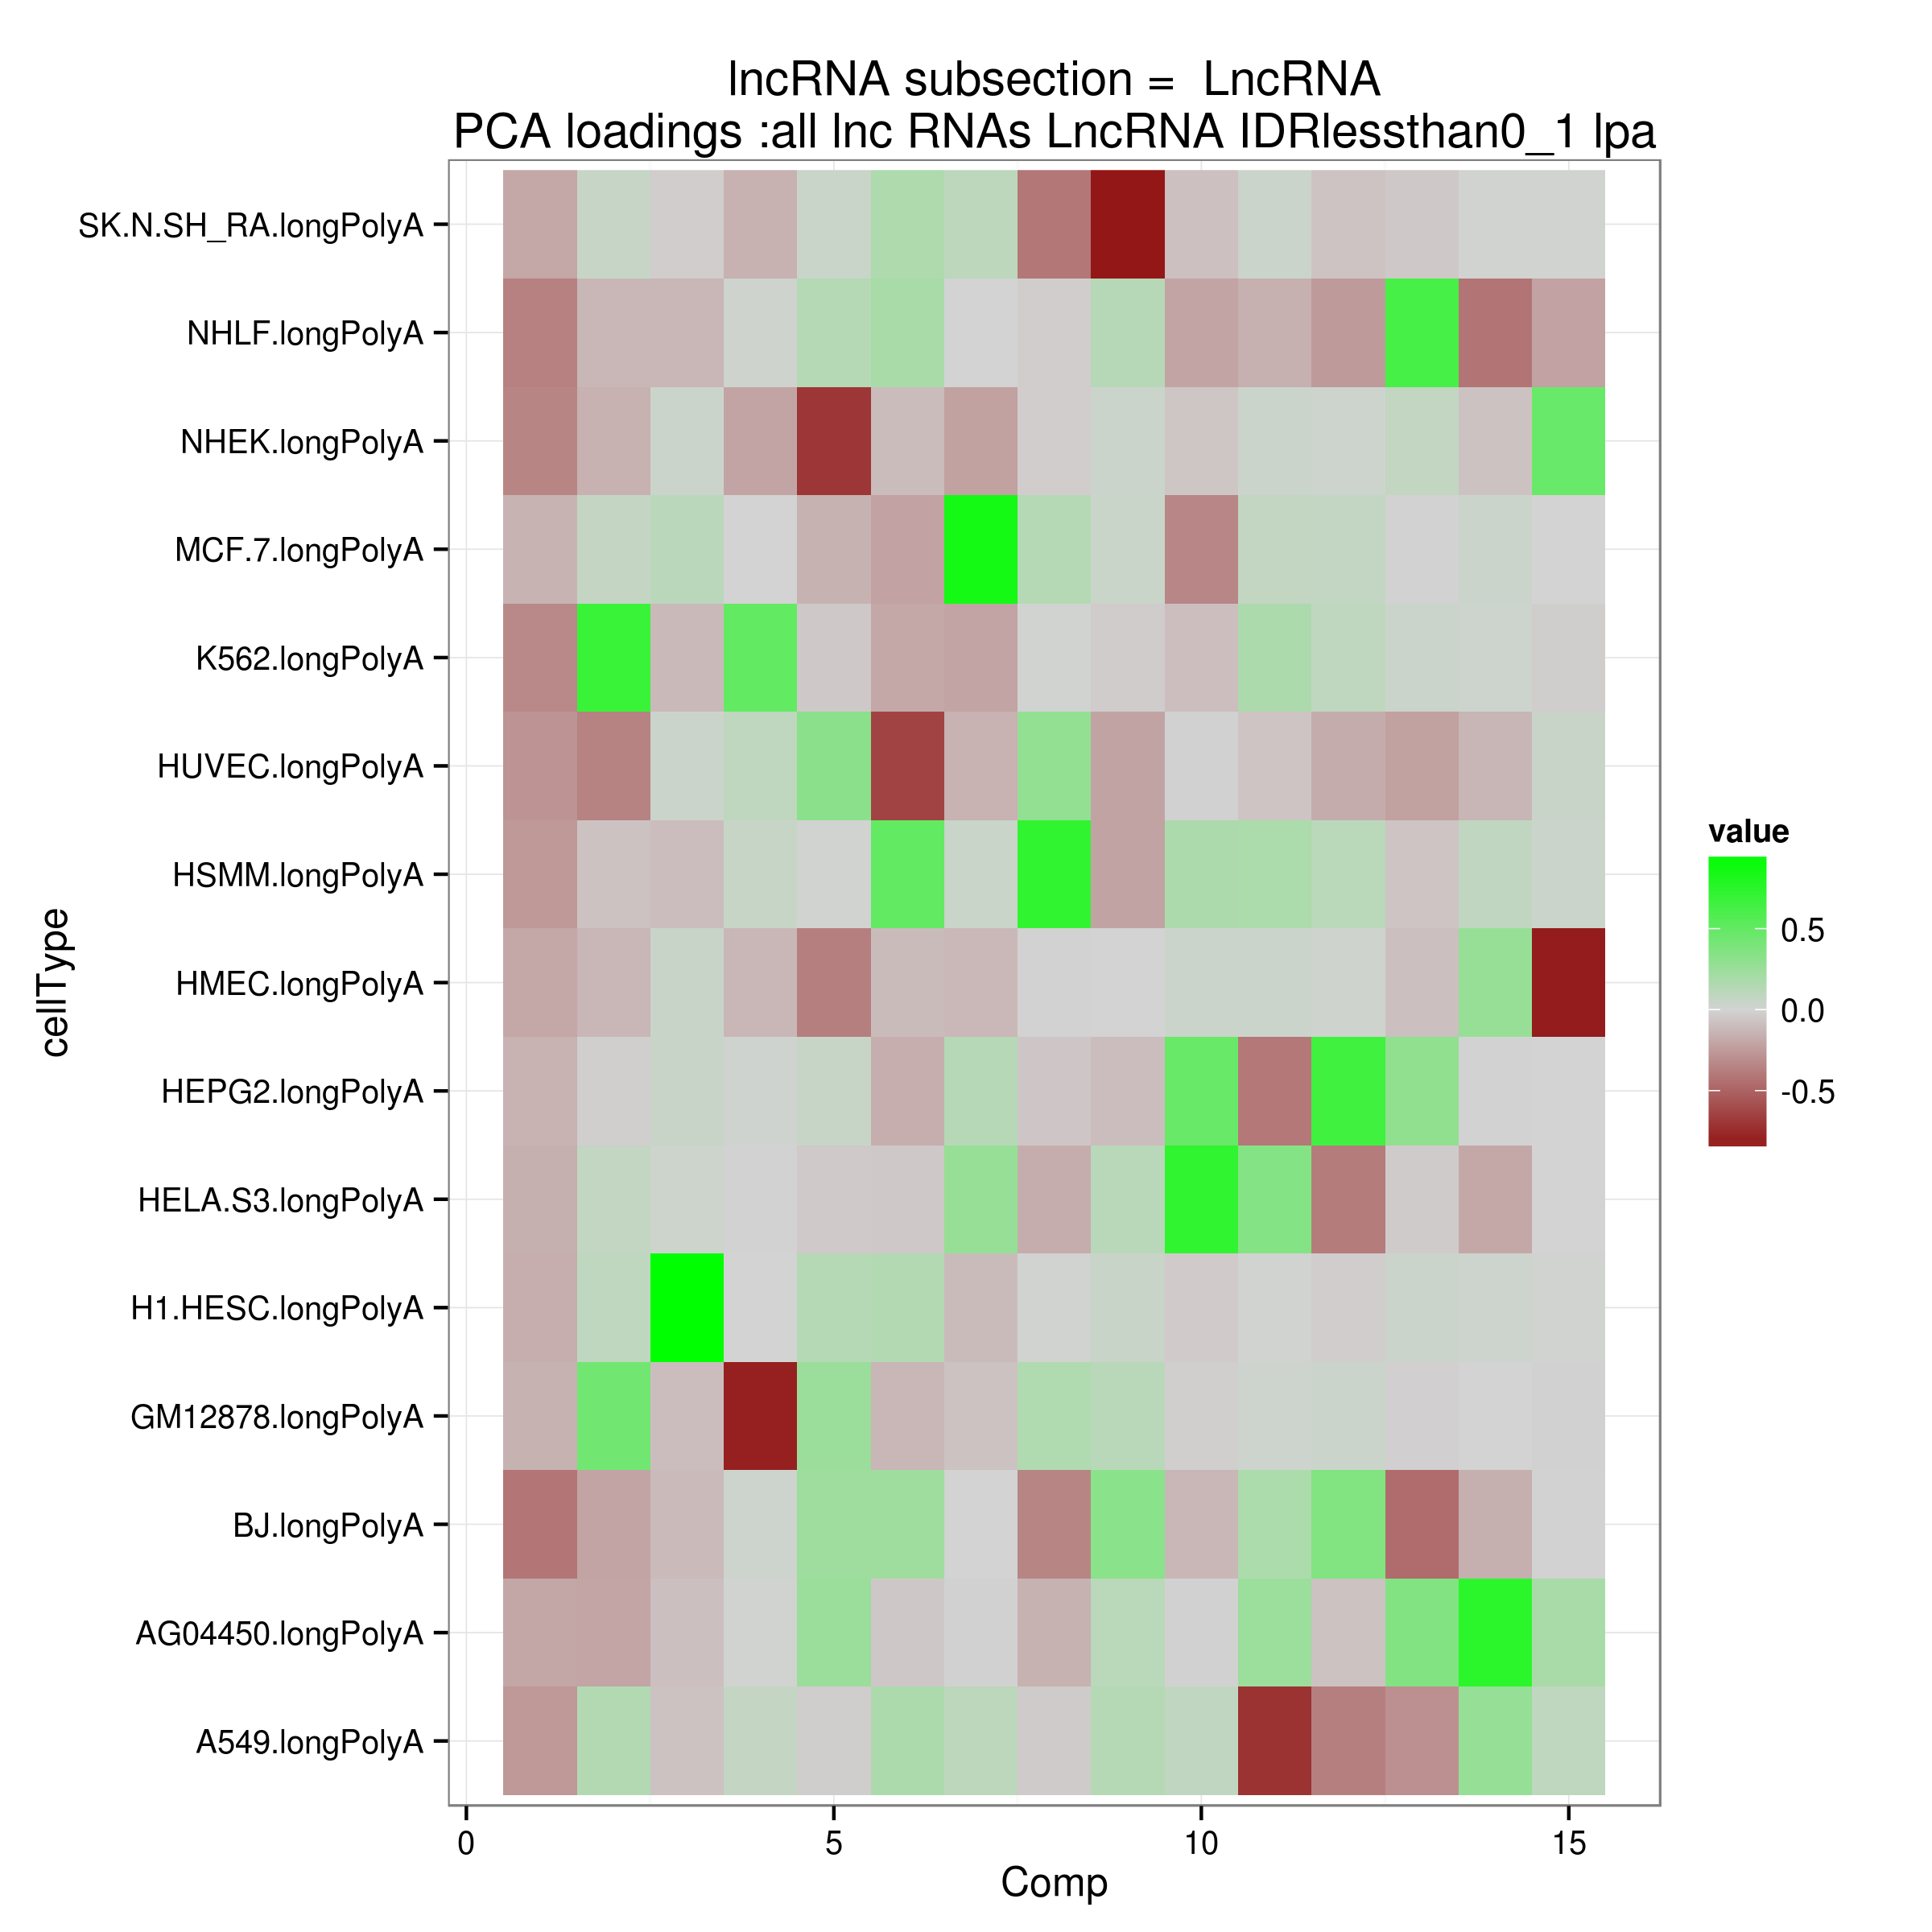 lncRNA subsection =  LncRNA
PCA loadings :all lnc RNAs LncRNA IDRlessthan0_1 lpa
SK.N.SH_RA.longPolyA
NHLF.longPolyA
NHEK.longPolyA
MCF.7.longPolyA
K562.longPolyA
HUVEC.longPolyA
HSMM.longPolyA
HMEC.longPolyA
HEPG2.longPolyA
HELA.S3.longPolyA
H1.HESC.longPolyA
GM12878.longPolyA
BJ.longPolyA
AG04450.longPolyA
A549.longPolyA
cellType
0 5 10 15
Comp
value
0.5
0.0
-0.5